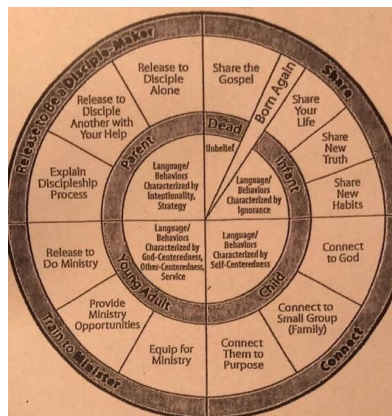 Release to Be a Disciple-Maker
Share
Connect
Train to Minister
Release to
Disciple
Alone
Share the
Gospel
Born Again
Share
Your
Life
Share
New
Truth
Share
New
Habits
Connect
to God
Connect to
Small Group
(Family)
Connect
Them to
Purpose
Equip for
Ministry
Provide
Ministry
Opportunities
Release to
Do Ministry
Explain
Discipleship
Process
Release to
Disciple
Another with
Your Help
Dead
Infant
Child
Young Adult
Parent
Unbelief
Language/
Behaviors
Characterized by
Ignorance
Language/
Behaviors
Characterized by
Self-Centeredness
Language/
Behaviors
Characterized by
God-Centeredness,
Other-Centeredness,
Service
Language/
Behaviors
Characterized by
Intentionality,
Strategy